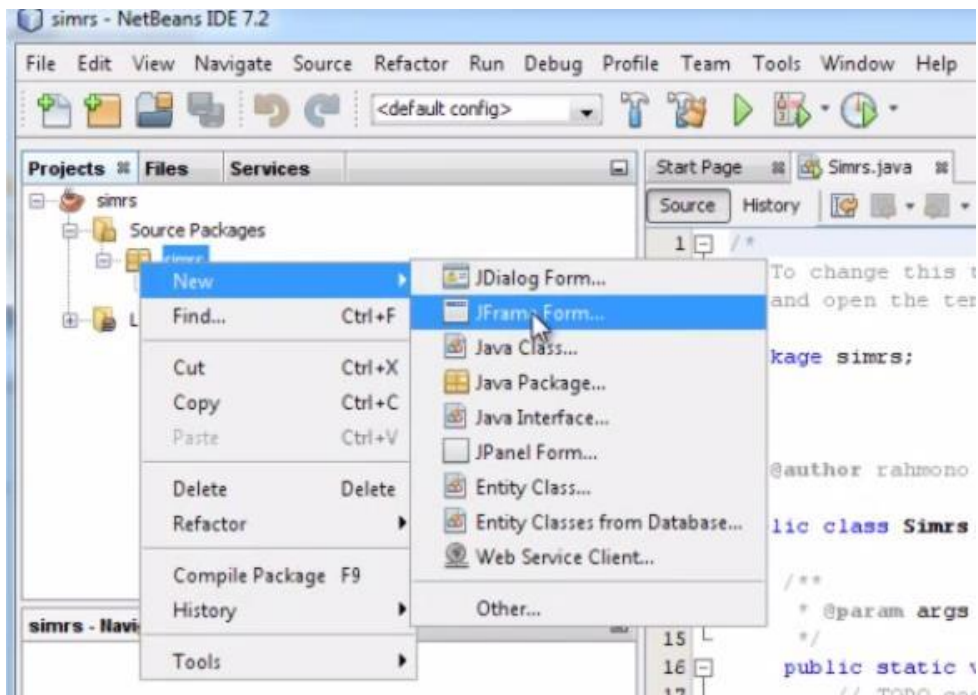 simrs - NetBeans IDE 7.2
File Edit View Navigate Source Refactor Run Debug Profile Team Tools Window Help
<default config>
Projects Files Services
Start Page Simrs.java
simrs
Source History
Source Packages
1 /*
simrs
New
Find... Ctrl+F
Cut Ctrl+X
Copy Ctrl+C
Paste Ctrl+V
Delete Delete
Refactor
Compile Package F9
History
Tools
JDialog Form...
JFrame Form...
Java Class...
Java Package...
Java Interface...
JPanel Form...
Entity Class...
Entity Classes from Database...
Web Service Client...
Other...
L
To change this t
and open the te
kage simrs;
@author rahmono
lic class Simrs
/**
* @param args
15 */
16 public static v
17 // TODO
simrs - Navi